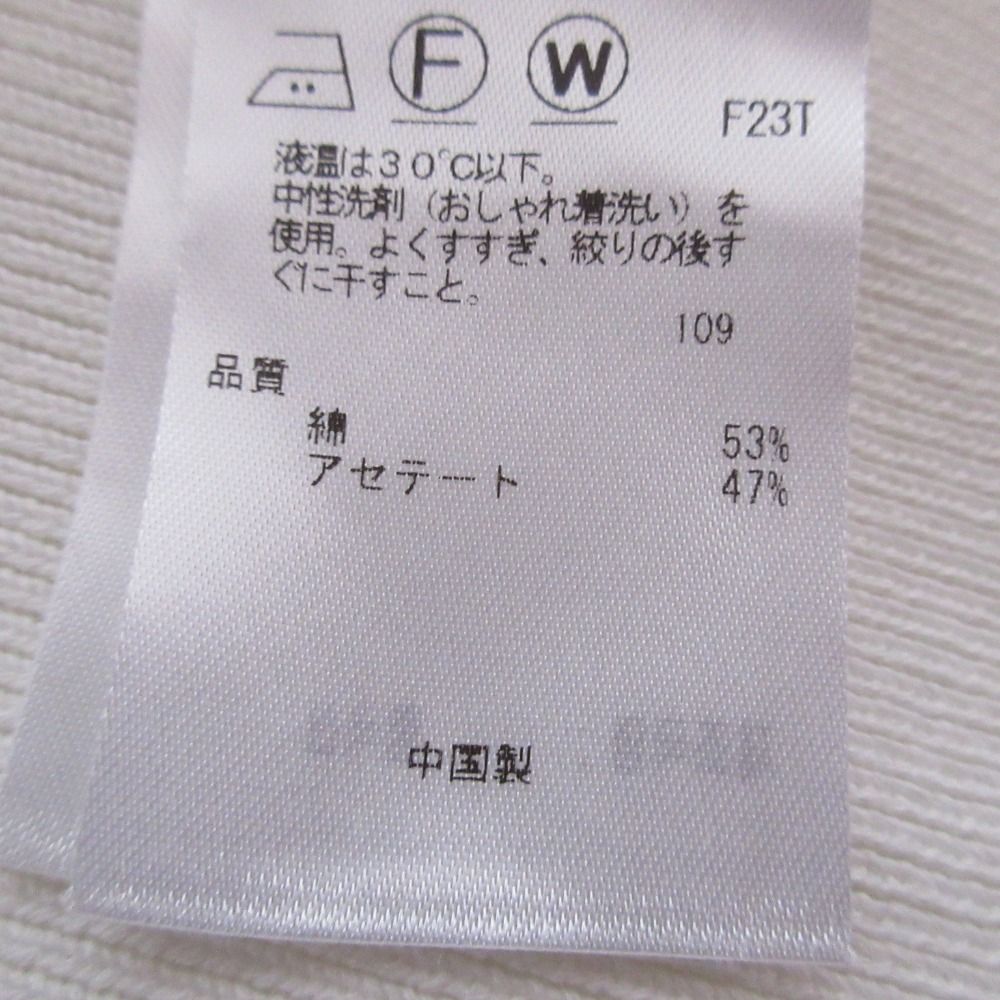 F W
F23T
液温は30℃以下。
中性洗剤（おしゃれ着洗い）を
使用。よくすすぎ、絞りの後す
ぐに干すこと。
109
品質
綿 53%
アセテート 47%
中国製